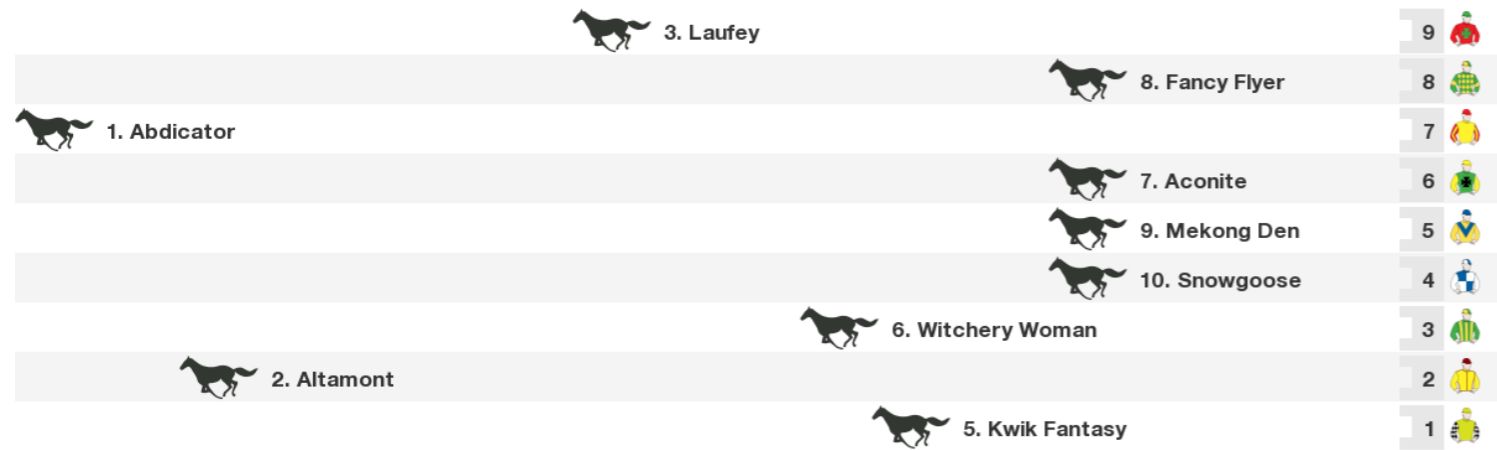 3. Laufey 9
8. Fancy Flyer 8
1. Abdicator 7
7. Aconite 6
9. Mekong Den 5
10. Snowgoose 4
6. Witchery Woman 3
2. Altamont 2
5. Kwik Fantasy 1